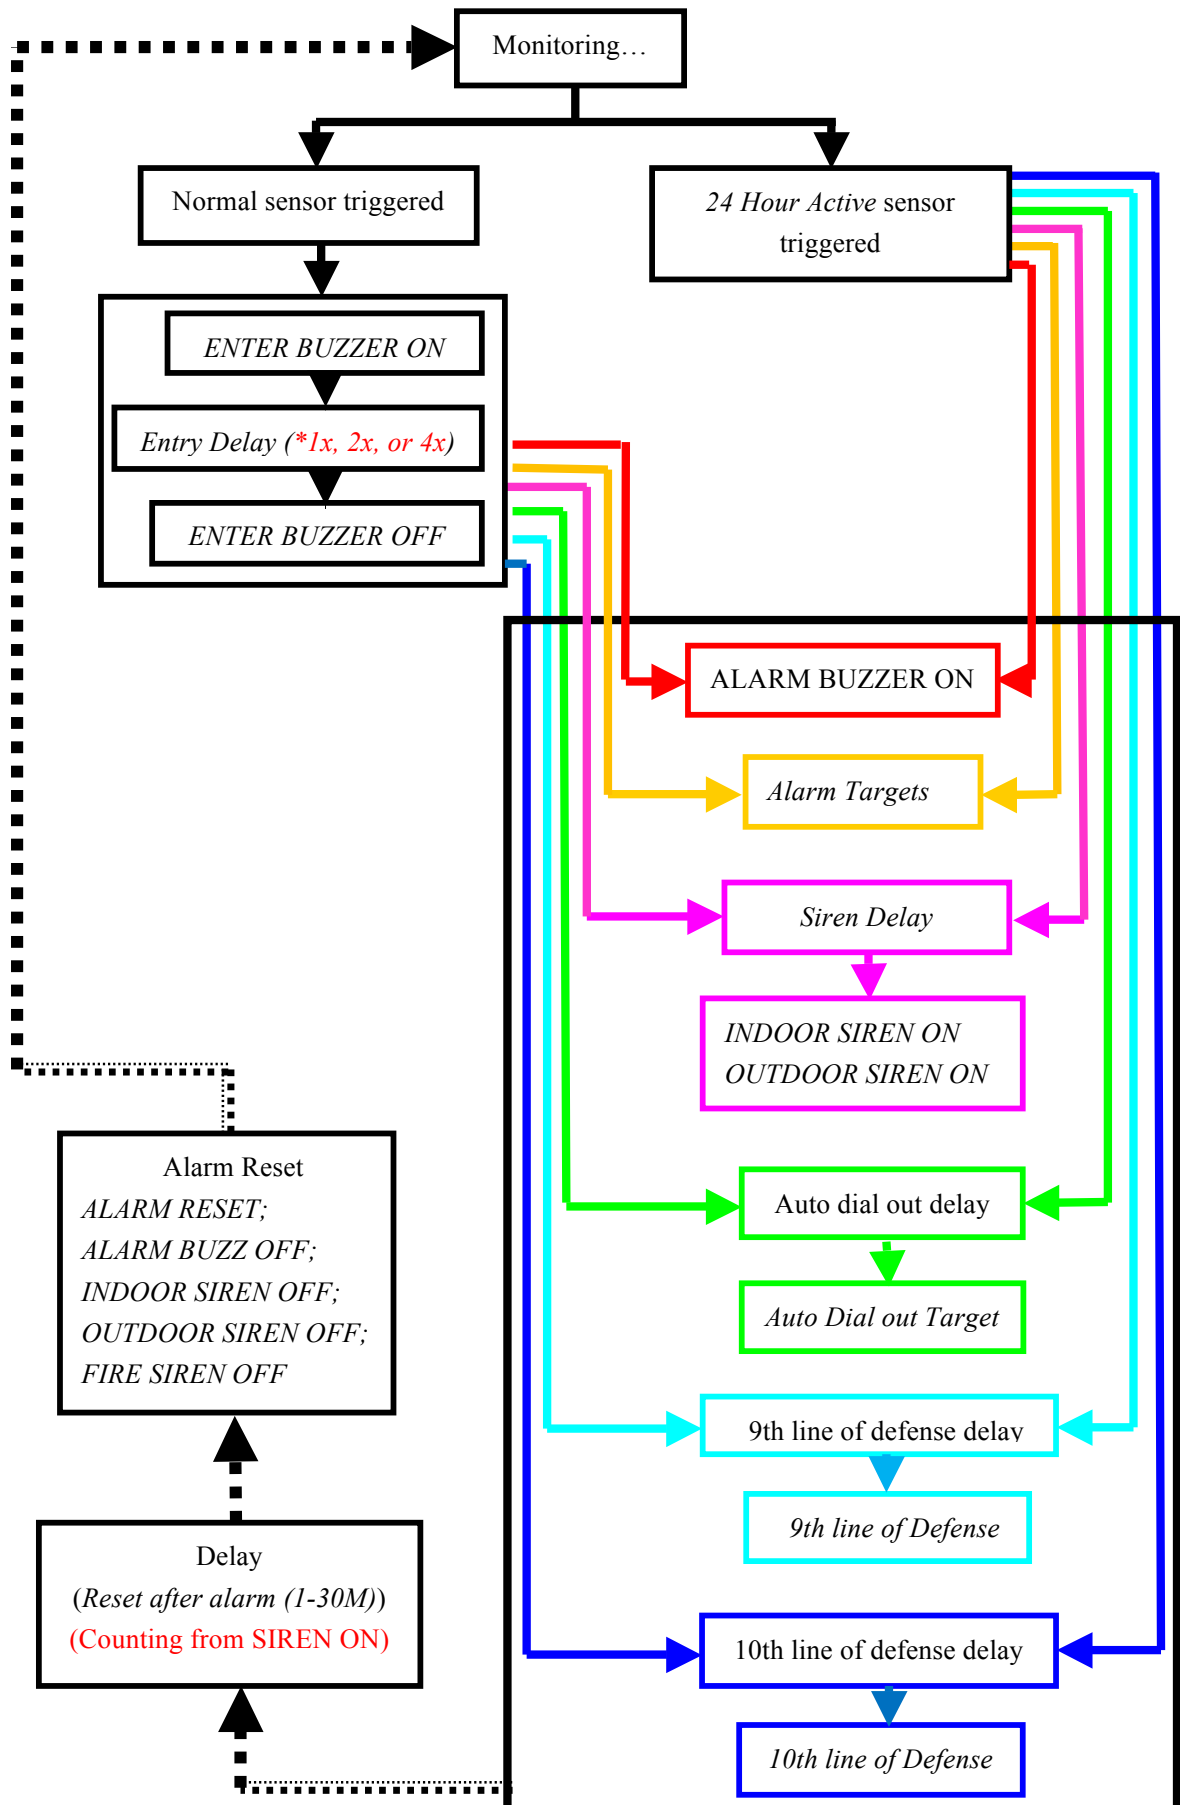 Monitoring…
Normal sensor triggered
24 Hour Active sensor
triggered
ENTER BUZZER ON
Entry Delay (*1x, 2x, or 4x)
ENTER BUZZER OFF
ALARM BUZZER ON
Alarm Targets
Siren Delay
INDOOR SIREN ON
OUTDOOR SIREN ON
Auto dial out delay
Auto Dial out Target
9th line of defense delay
9th line of Defense
10th line of defense delay
10th line of Defense
Alarm Reset
ALARM RESET;
ALARM BUZZ OFF;
INDOOR SIREN OFF;
OUTDOOR SIREN OFF;
FIRE SIREN OFF
Delay
(Reset after alarm (1-30M))
(Counting from SIREN ON)